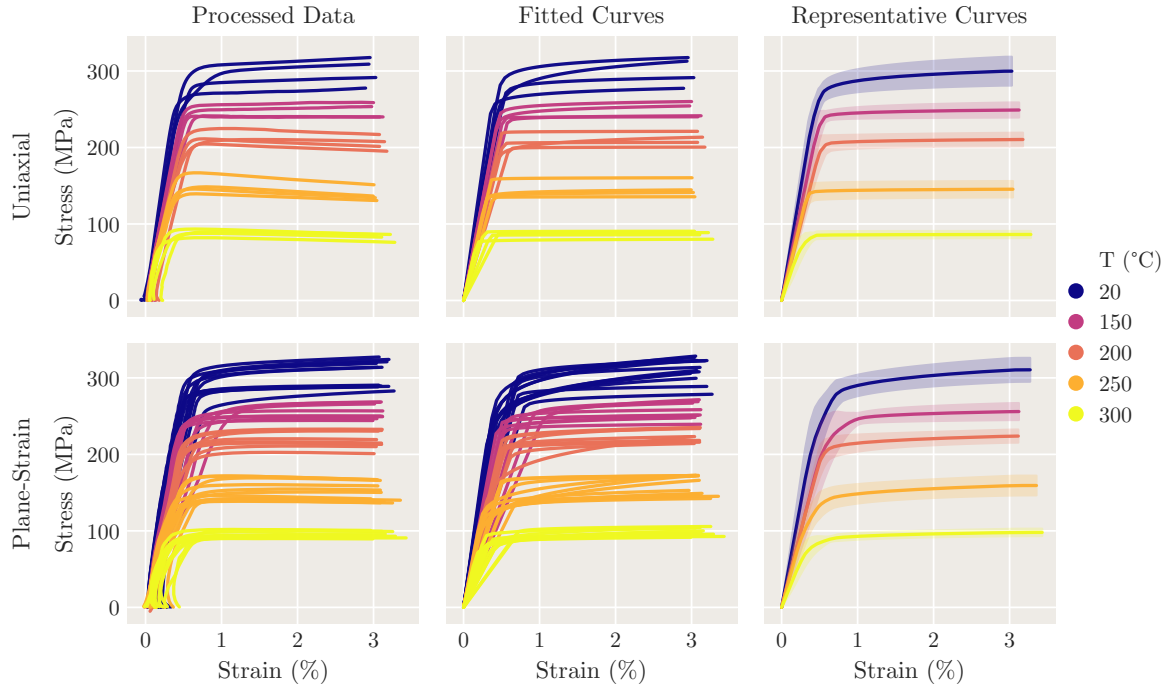 Processed Data
Fitted Curves
Representative Curves
Uniaxial
Stress (MPa)
300
200
100
0
T (°C)
20
150
200
250
300
Plane-Strain
Stress (MPa)
300
200
100
0
0 1 2 3
0 1 2 3
0 1 2 3
Strain (%)
Strain (%)
Strain (%)